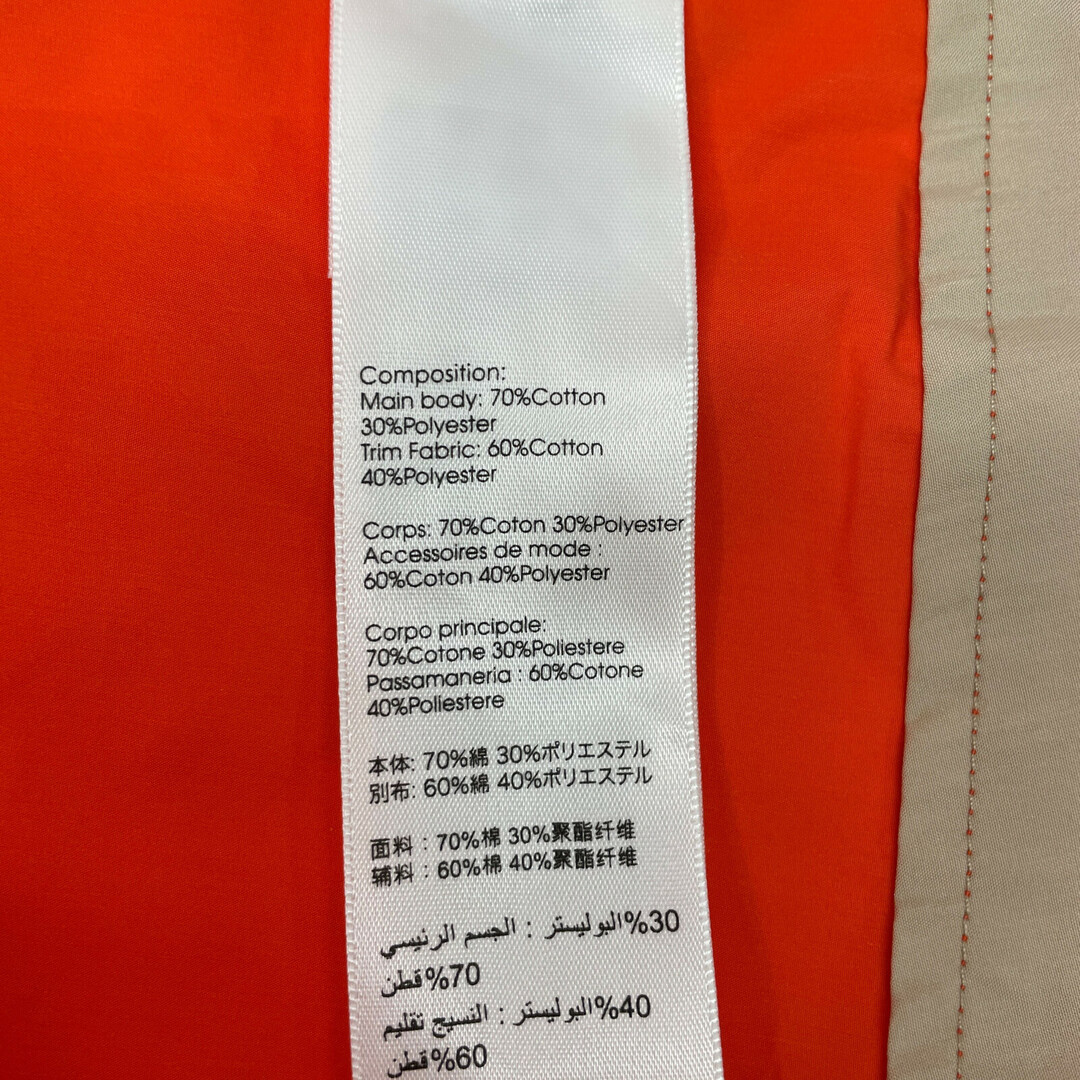 Composition:
Main body: 70%Cotton
30%Polyester
Trim Fabric: 60%Cotton
40%Polyester
Corps: 70%Coton 30%Polyester
Accessoires de mode :
60%Coton 40%Polyester
Corpo principale:
70%Cotone 30%Poliestere
Passamaneria : 60%Cotone
40%Poliestere
本体: 70%綿 30%ポリエステル
別布: 60%綿 40%ポリエステル
面料 : 70%棉 30%聚酯纤维
辅料 : 60%棉 40%聚酯纤维
الجسم الرئيسي : البوليستر%30
قطن%70
النسيج تقليم : البوليستر%40
قطن%60